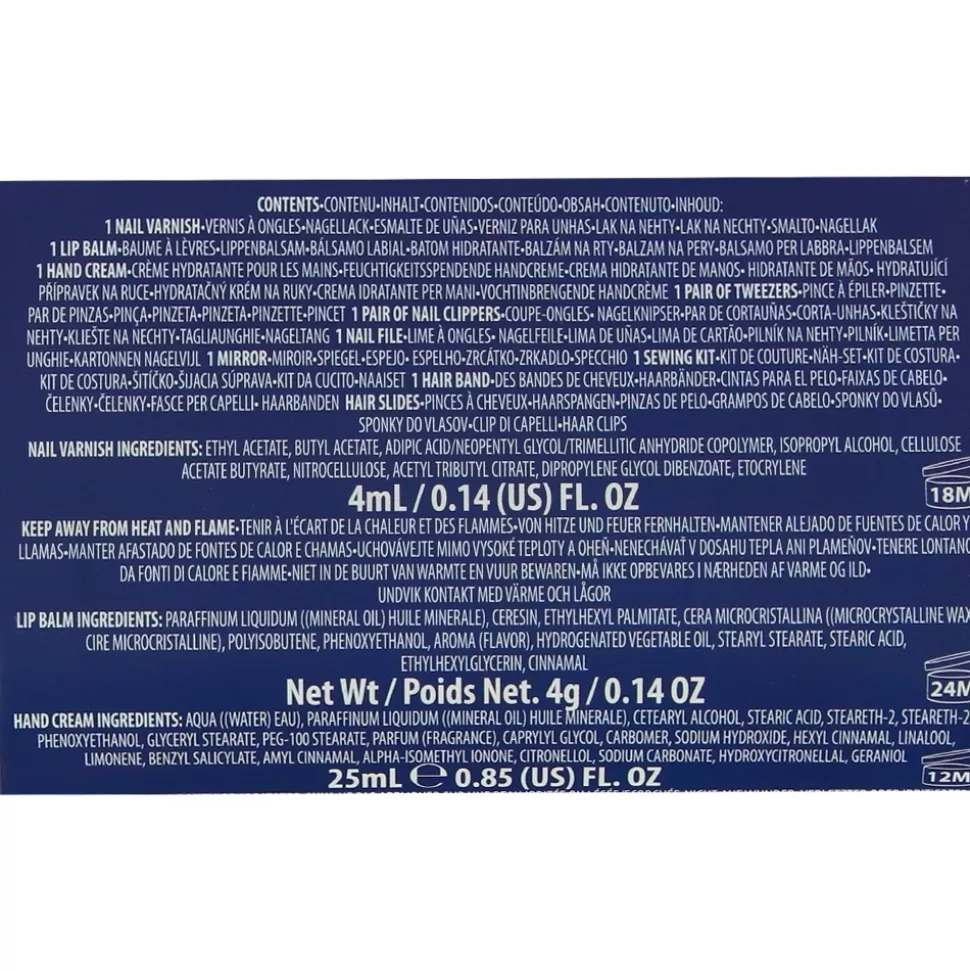 CONTENTS•CONTENU•INHALT•CONTENIDOS•CONTEÚDO•OBSAH•CONTENUTO•INHOUD:
1 NAIL VARNISH•VERNIS À ONGLES•NAGELLACK•ESMALTE DE UÑAS•VERNIZ PARA UNHAS•LAK NA NEHTY•LAK NA NECHTY•SMALTO•NAGELLAK
1 LIP BALM•BAUME À LÈVRES•LIPPENBALSAM•BÁLSAMO LABIAL•BATOM HIDRATANTE•BALZÁM NA RTY•BALZAM NA PERY•BALSAMO PER LABBRA•LIPPENBALSEM
1 HAND CREAM•CRÈME HYDRATANTE POUR LES MAINS•FEUCHTIGKEITSSPENDENDE HANDCREME•CREMA HIDRATANTE DE MANOS• HIDRATANTE DE MÃOS• HYDRATUJÍCÍ
PŘÍPRAVEK NA RUCE•HYDRATAČNÝ KRÉM NA RUKY•CREMA IDRATANTE PER MANI•VOCHTINBRENGENDE HANDCRÈME 1 PAIR OF TWEEZERS•PINCE À ÉPILER•PINZETTE•
PAR DE PINZAS•PINÇA•PINZETA•PINZETA•PINZETTE•PINCET 1 PAIR OF NAIL CLIPPERS•COUPE-ONGLES• NAGELKNIPSER•PAR DE CORTAUÑAS•CORTA-UNHAS•KLEŠTIČKY NA
NEHTY•KLIEŠTE NA NECHTY•TAGLIAUNGHIE•NAGELTANG 1 NAIL FILE•LIME À ONGLES• NAGELFEILE•LIMA DE UÑAS•LIMA DE CARTÃO•PILNÍK NA NEHTY•PILNÍK•LIMETTA PER
UNGHIE•KARTONNEN NAGELVIJL 1 MIRROR•MIROIR•SPIEGEL•ESPEJO• ESPELHO•ZRCÁTKO•ZRKADLO•SPECCHIO 1 SEWING KIT•KIT DE COUTURE•NÄH-SET•KIT DE COSTURA•
KIT DE COSTURA•ŠITÍČKO•ŠIJACIA SÚPRAVA•KIT DA CUCITO•NAAISET 1 HAIR BAND•DES BANDES DE CHEVEUX•HAARBÄNDER•CINTAS PARA EL PELO•FAIXAS DE CABELO•
ČELENKY•ČELENKY•FASCE PER CAPELLI• HAARBANDEN HAIR SLIDES•PINCES À CHEVEUX•HAARSPANGEN•PINZAS DE PELO•GRAMPOS DE CABELO•SPONKY DO VLASŮ•
SPONKY DO VLASOV•CLIP DI CAPELLI•HAAR CLIPS
NAIL VARNISH INGREDIENTS: ETHYL ACETATE, BUTYL ACETATE, ADIPIC ACID/NEOPENTYL GLYCOL/TRIMELLITIC ANHYDRIDE COPOLYMER, ISOPROPYL ALCOHOL, CELLULOSE
ACETATE BUTYRATE, NITROCELLULOSE, ACETYL TRIBUTYL CITRATE, DIPROPYLENE GLYCOL DIBENZOATE, ETOCRYLENE
4mL / 0.14 (US) FL. OZ
18M
KEEP AWAY FROM HEAT AND FLAME•TENIR À L'ÉCART DE LA CHALEUR ET DES FLAMMES•VON HITZE UND FEUER FERNHALTEN•MANTENER ALEJADO DE FUENTES DE CALOR Y
LLAMAS•MANTER AFASTADO DE FONTES DE CALOR E CHAMAS•UCHOVÁVEJTE MIMO VYSOKÉ TEPLOTY A OHEŇ•NENECHÁVAŤ V DOSAHU TEPLA ANI PLAMEŇOV•TENERE LONTANO
DA FONTI DI CALORE E FIAMME•NIET IN DE BUURT VAN WARMTE EN VUUR BEWAREN•MÅ IKKE OPBEVARES I NÆRHEDEN AF VARME OG ILD•
UNDVIK KONTAKT MED VÄRME OCH LÅGOR
LIP BALM INGREDIENTS: PARAFFINUM LIQUIDUM ((MINERAL OIL) HUILE MINERALE), CERESIN, ETHYLHEXYL PALMITATE, CERA MICROCRISTALLINA ((MICROCRYSTALLINE WAX
CIRE MICROCRISTALLINE), POLYISOBUTENE, PHENOXYETHANOL, AROMA (FLAVOR), HYDROGENATED VEGETABLE OIL, STEARYL STEARATE, STEARIC ACID,
ETHYLHEXYLGLYCERIN, CINNAMAL
Net Wt / Poids Net. 4g / 0.14 OZ
24M
HAND CREAM INGREDIENTS: AQUA ((WATER) EAU), PARAFFINUM LIQUIDUM ((MINERAL OIL) HUILE MINERALE), CETEARYL ALCOHOL, STEARIC ACID, STEARETH-2, STEARETH-2
PHENOXYETHANOL, GLYCERYL STEARATE, PEG-100 STEARATE, PARFUM (FRAGRANCE), CAPRYLYL GLYCOL, CARBOMER, SODIUM HYDROXIDE, HEXYL CINNAMAL, LINALOOL,
LIMONENE, BENZYL SALICYLATE, AMYL CINNAMAL, ALPHA-ISOMETHYL IONONE, CITRONELLOL, SODIUM CARBONATE, HYDROXYCITRONELLAL, GERANIOL
25mL ℮ 0.85 (US) FL. OZ
12M